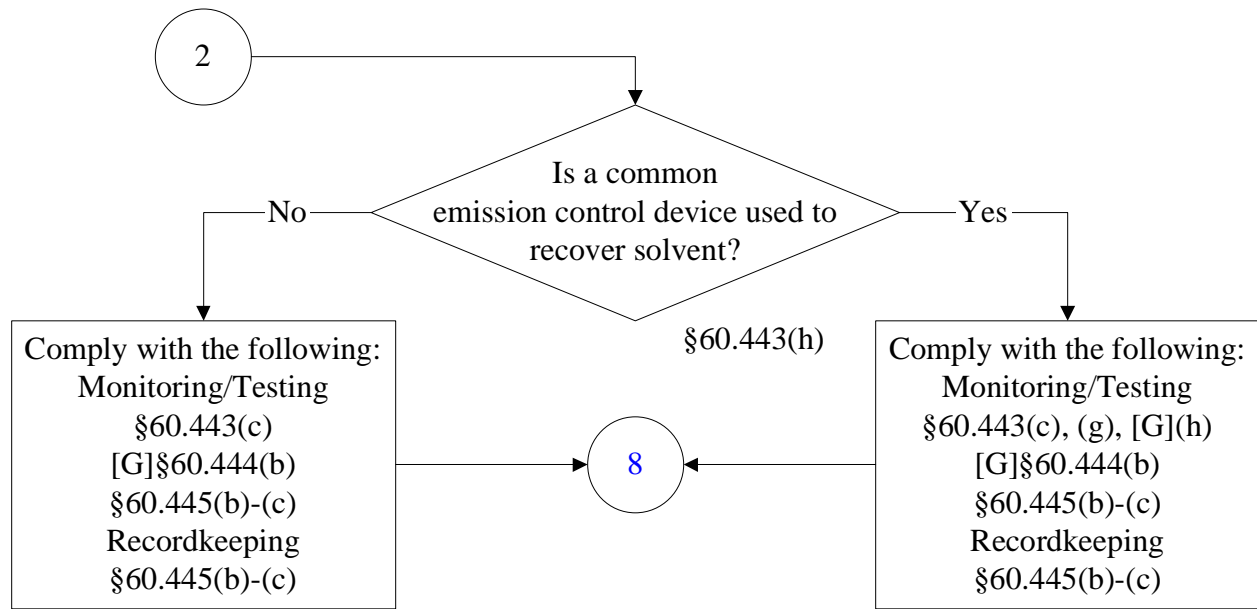 2
Is a common
emission control device used to
recover solvent?
No
Yes
§60.443(h)
Comply with the following:
Monitoring/Testing
§60.443(c)
[G]§60.444(b)
§60.445(b)-(c)
Recordkeeping
§60.445(b)-(c)
8
Comply with the following:
Monitoring/Testing
§60.443(c), (g), [G](h)
[G]§60.444(b)
§60.445(b)-(c)
Recordkeeping
§60.445(b)-(c)